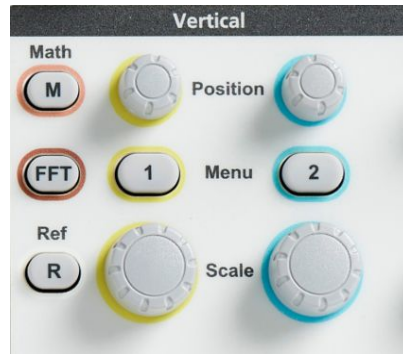 Vertical
Math
M
Position
FFT
1
Menu
2
Ref
R
Scale